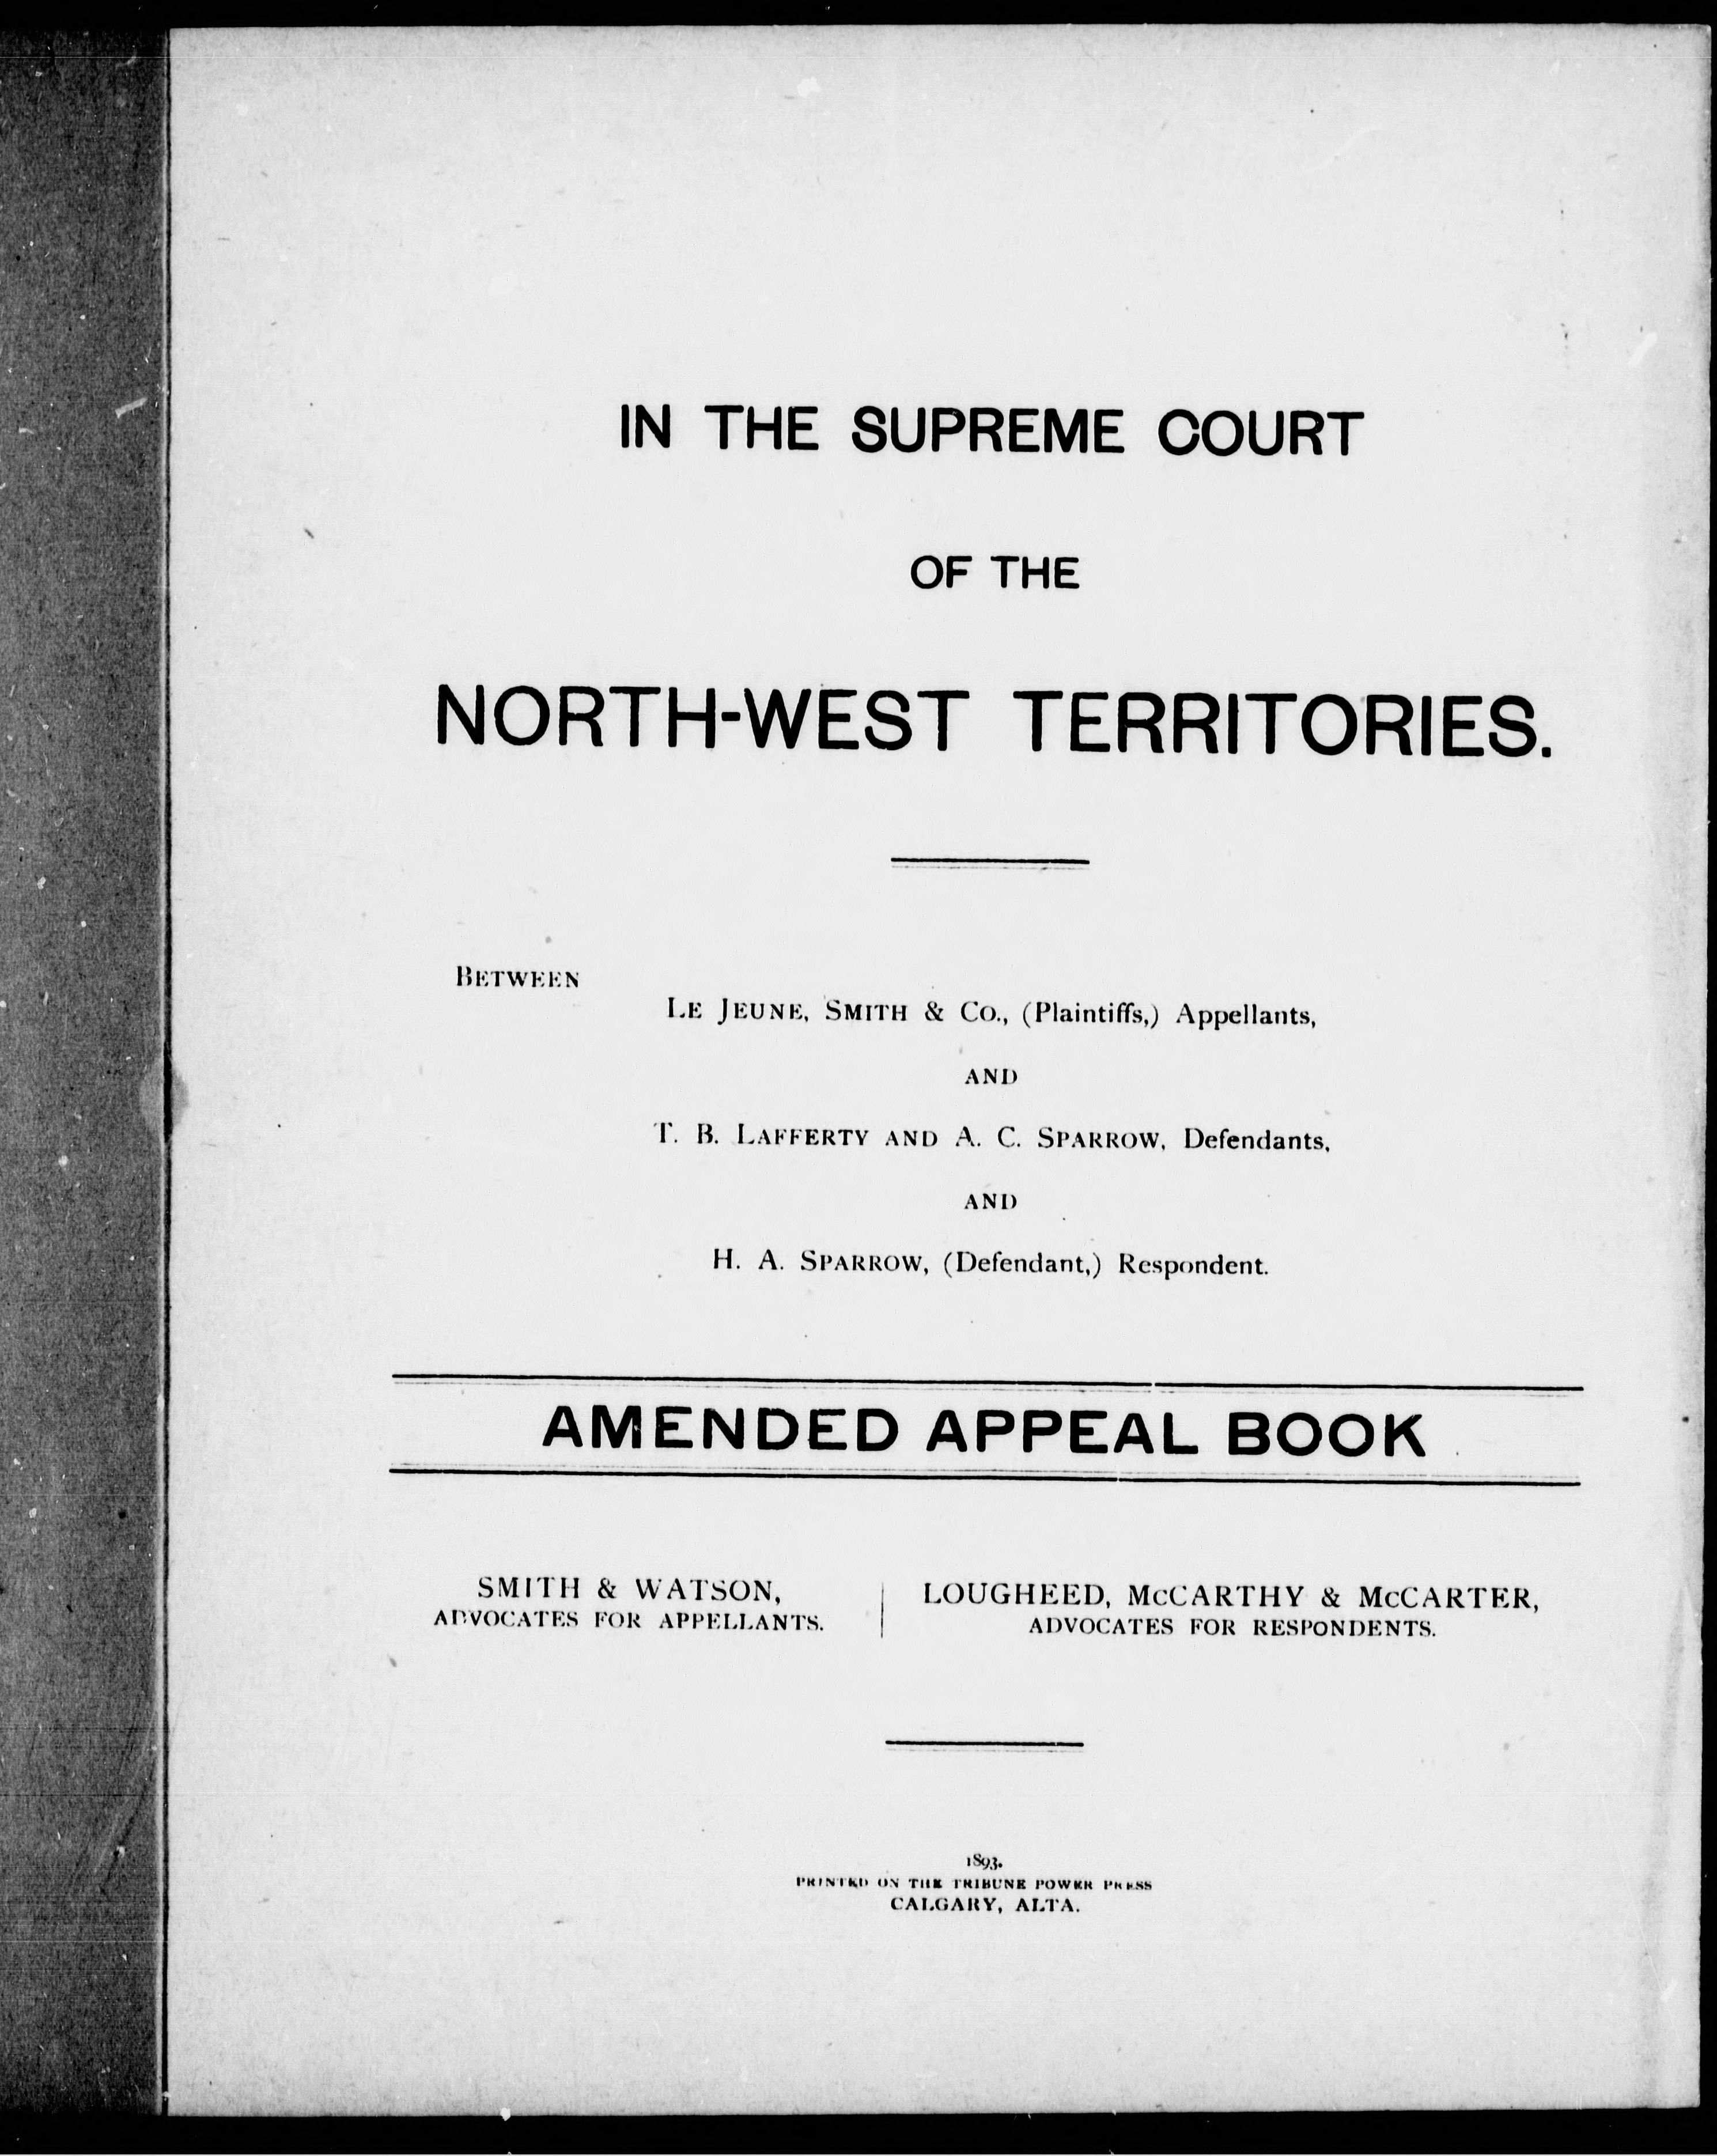 IN THE SUPREME COURT
OF THE
NORTH-WEST TERRITORIES.
BETWEEN
LE JEUNE, SMITH & CO., (Plaintiffs,) Appellants,
AND
T. B. LAFFERTY AND A. C. SPARROW, Defendants,
AND
H. A. SPARROW, (Defendant,) Respondent.
AMENDED APPEAL BOOK
SMITH & WATSON,
ADVOCATES FOR APPELLANTS.
LOUGHEED, McCARTHY & McCARTER,
ADVOCATES FOR RESPONDENTS.
1893.
PRINTED ON THE TRIBUNE POWER PRESS
CALGARY, ALTA.